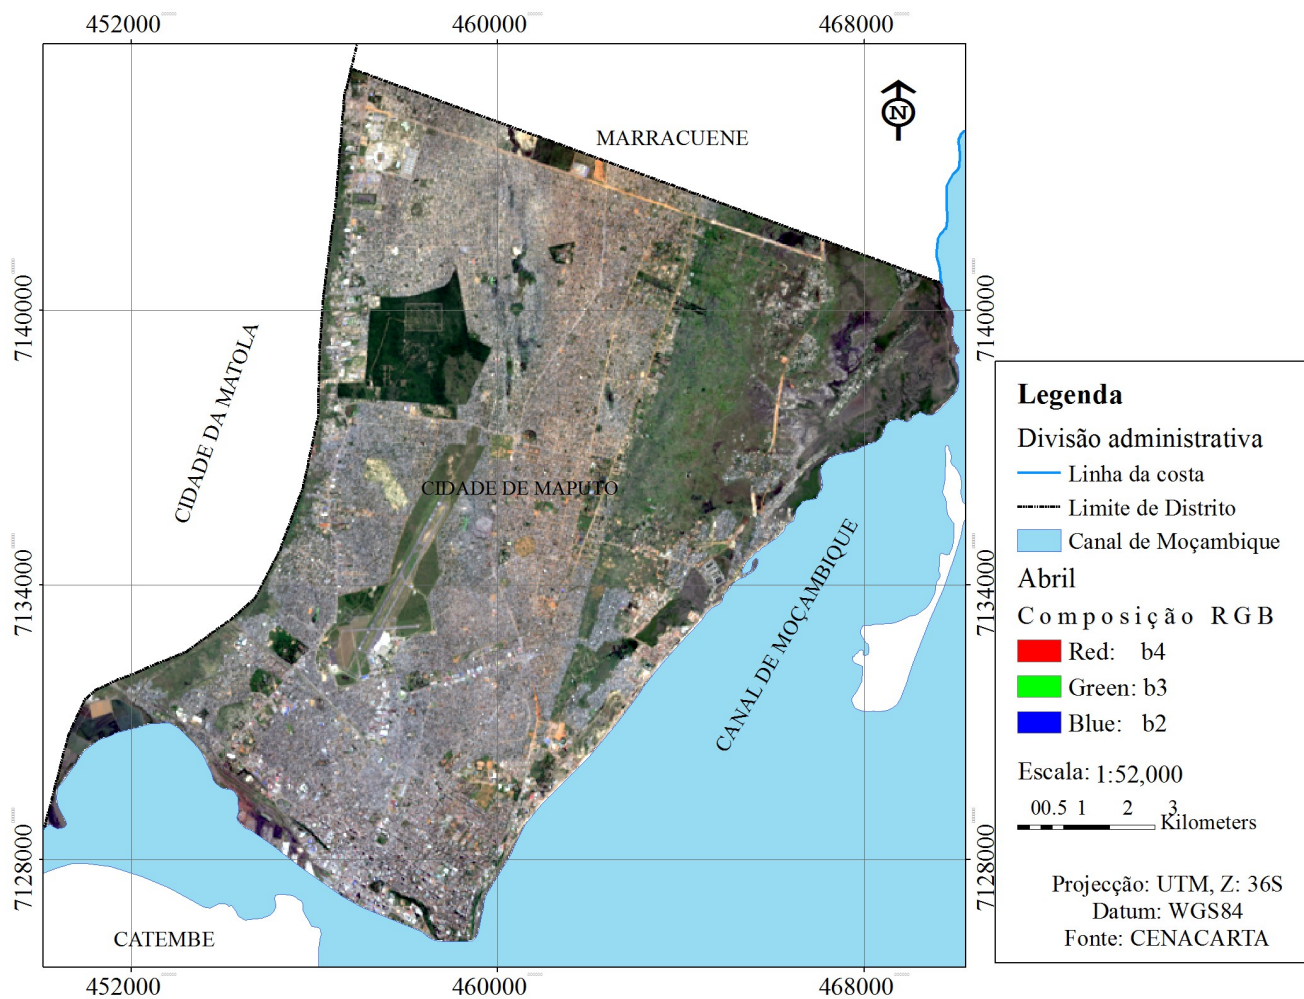 452000 460000 468000
N
MARRACUENE
7140000 7140000
CIDADE DA MATOLA
Legenda
Divisão administrativa
Linha da costa
Limite de Distrito
Canal de Moçambique
CIDADE DE MAPUTO
CANAL DE MOÇAMBIQUE
7134000 7134000
Abril
Composição RGB
Red: b4
Green: b3
Blue: b2
Escala: 1:52,000
00.5 1 2 3
Kilometers
7128000 7128000
Projecção: UTM, Z: 36S
Datum: WGS84
Fonte: CENACARTA
CATEMBE
452000 460000 468000